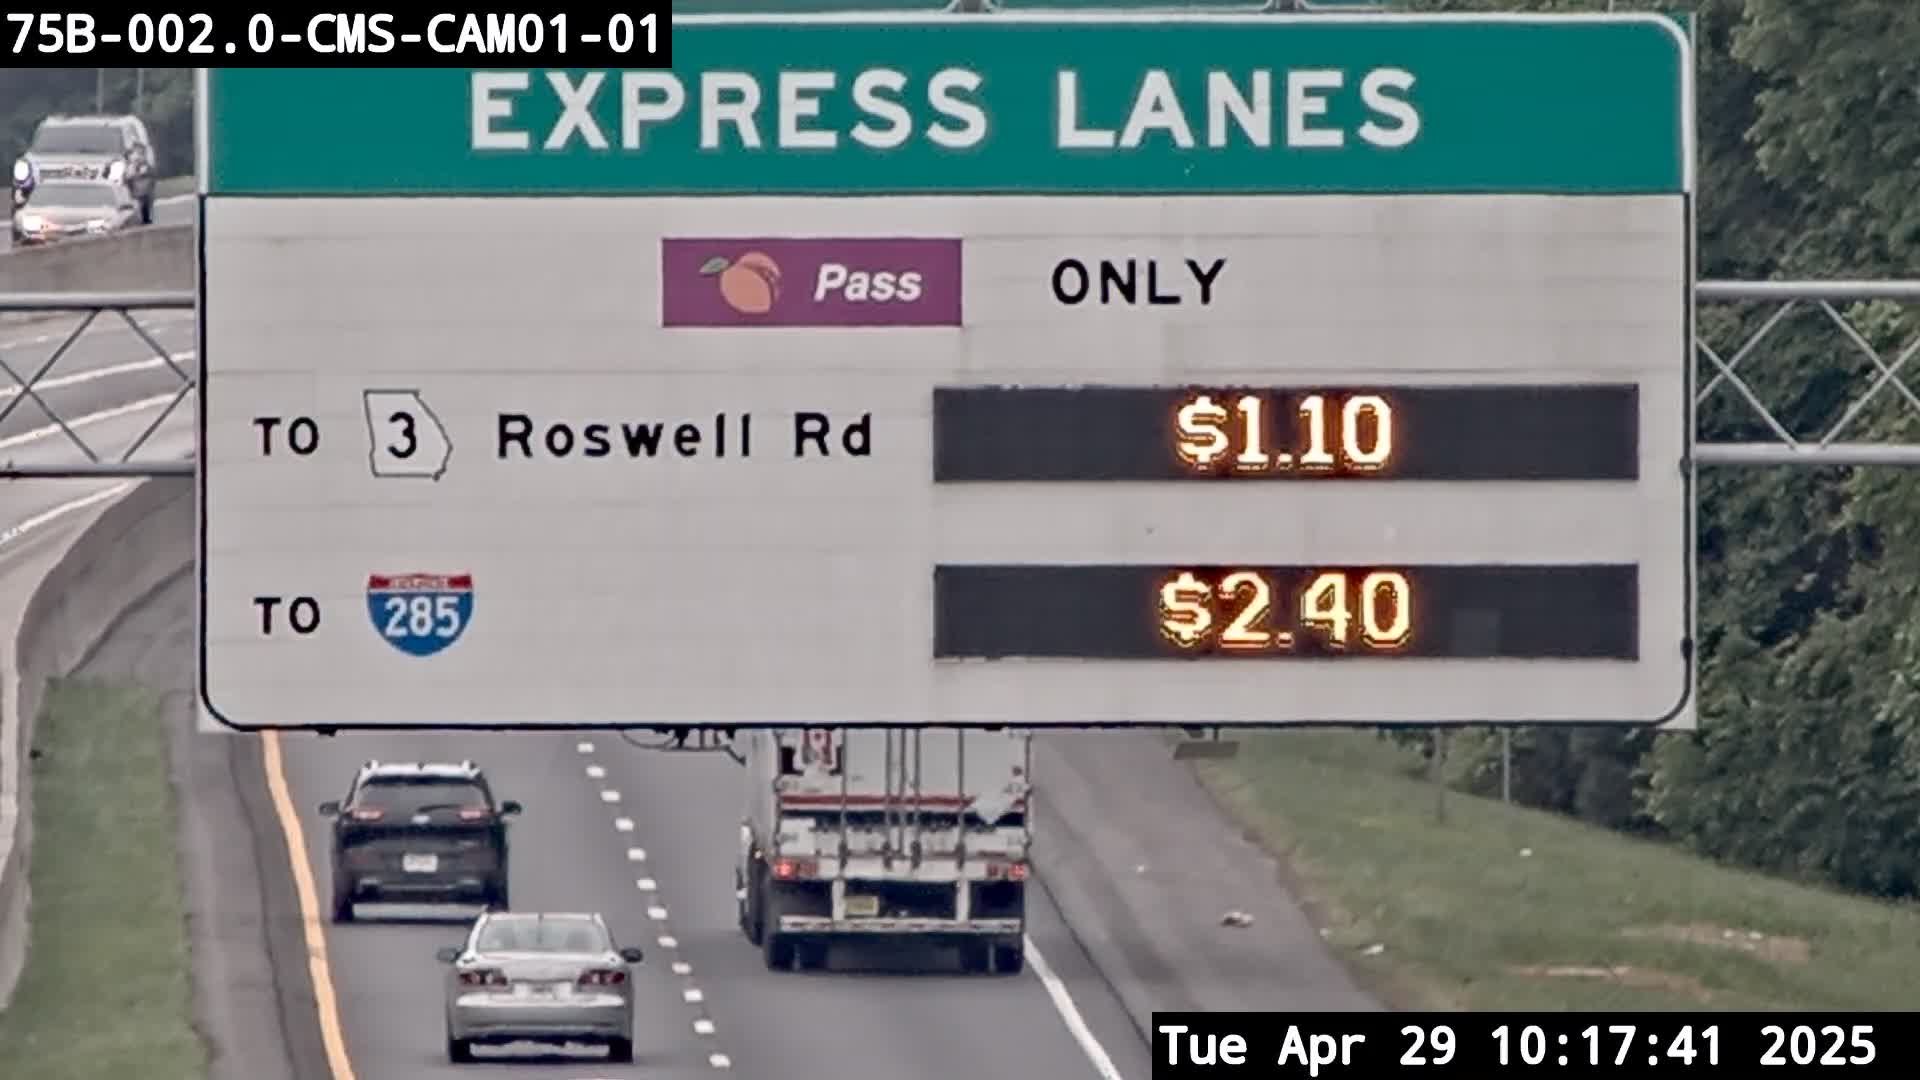 75B-002.0-CMS-CAM01-01
EXPRESS LANES
Pass ONLY
TO 3 Roswell Rd $1.10
TO 285 $2.40
Tue Apr 29 10:17:41 2025